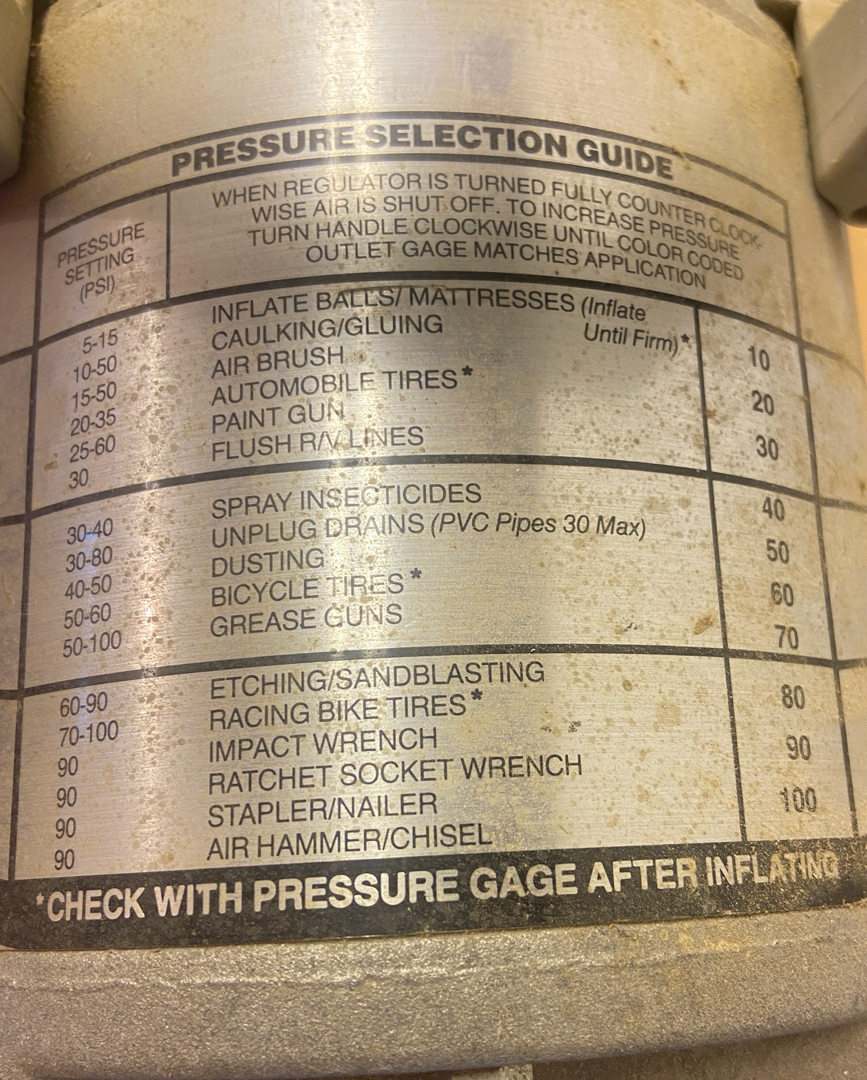 PRESSURE SELECTION GUIDE
PRESSURE
SETTING
(PSI)
WHEN REGULATOR IS TURNED FULLY COUNTER CLOCK-
WISE AIR IS SHUT OFF. TO INCREASE PRESSURE
TURN HANDLE CLOCKWISE UNTIL COLOR CODED
OUTLET GAGE MATCHES APPLICATION
5-15 INFLATE BALLS/ MATTRESSES (Inflate
Until Firm)*
10-50 CAULKING/GLUING
15-50 AIR BRUSH
20-35 AUTOMOBILE TIRES*
25-60 PAINT GUN
30 FLUSH R/V LINES
10
20
30
30-40 SPRAY INSECTICIDES
30-80 UNPLUG DRAINS (PVC Pipes 30 Max)
40-50 DUSTING
50-60 BICYCLE TIRES*
50-100 GREASE GUNS
40
50
60
70
60-90 ETCHING/SANDBLASTING
70-100 RACING BIKE TIRES*
90 IMPACT WRENCH
90 RATCHET SOCKET WRENCH
90 STAPLER/NAILER
90 AIR HAMMER/CHISEL
80
90
100
*CHECK WITH PRESSURE GAGE AFTER INFLATING